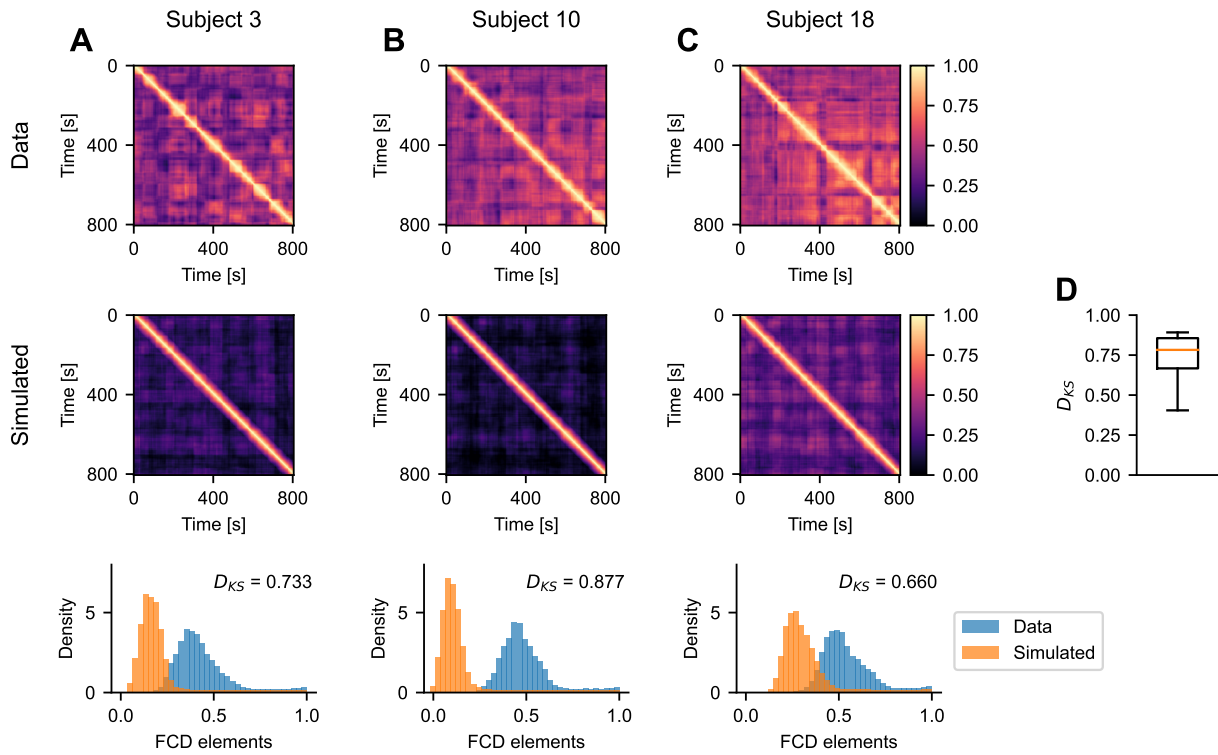 Subject 3
Subject 10
Subject 18
A
B
C
Data
Time [s]
0
400
800
0 400 800
Time [s]
Time [s]
0
400
800
0 400 800
Time [s]
Time [s]
0
400
800
0 400 800
Time [s]
1.00
0.75
0.50
0.25
0.00
Simulated
Time [s]
0
400
800
0 400 800
Time [s]
Time [s]
0
400
800
0 400 800
Time [s]
Time [s]
0
400
800
0 400 800
Time [s]
1.00
0.75
0.50
0.25
0.00
D
D_KS
1.00
0.75
0.50
0.25
0.00
D_KS = 0.733
Density
5
0
0.0 0.5 1.0
FCD elements
D_KS = 0.877
Density
5
0
0.0 0.5 1.0
FCD elements
D_KS = 0.660
Density
5
0
0.0 0.5 1.0
FCD elements
Data
Simulated